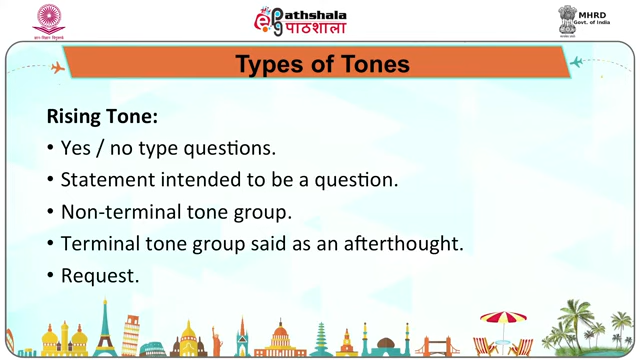 ePathshala
पाठशाला
MHRD
Govt. of India
Types of Tones
Rising Tone:
• Yes / no type questions.
• Statement intended to be a question.
• Non-terminal tone group.
• Terminal tone group said as an afterthought.
• Request.